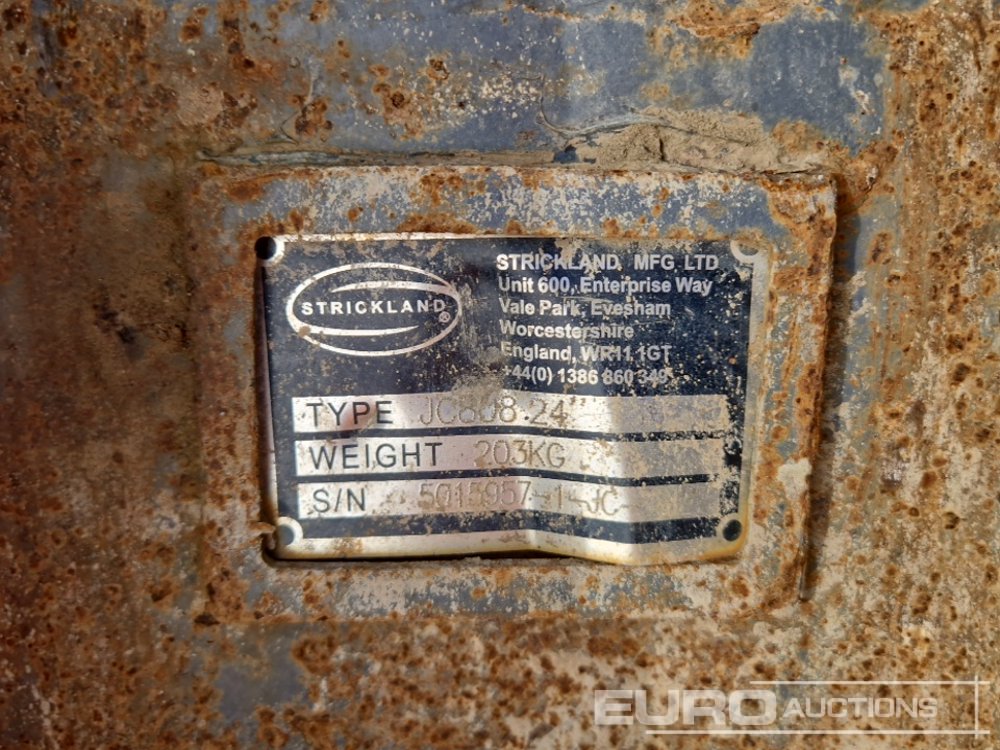 STRICKLAND®
STRICKLAND MFG LTD
Unit 600, Enterprise Way
Vale Park, Evesham
Worcestershire
England, WR11 1GT
+44(0) 1386 860 349
TYPE JC808 24"
WEIGHT 203KG
S/N 5015957-1-JC-
EURO AUCTIONS